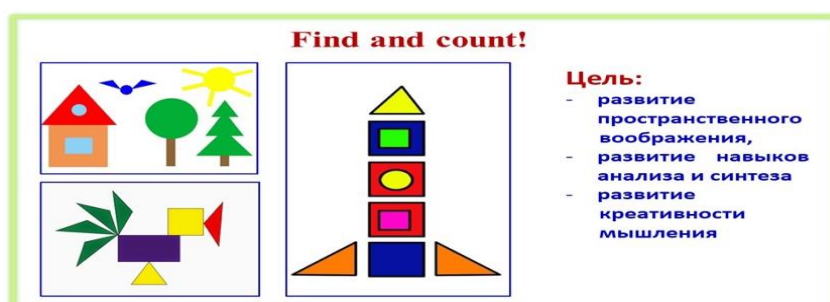 Find and count!
Цель:
- развитие
пространственного
воображения,
- развитие навыков
анализа и синтеза
- развитие
креативности
мышления